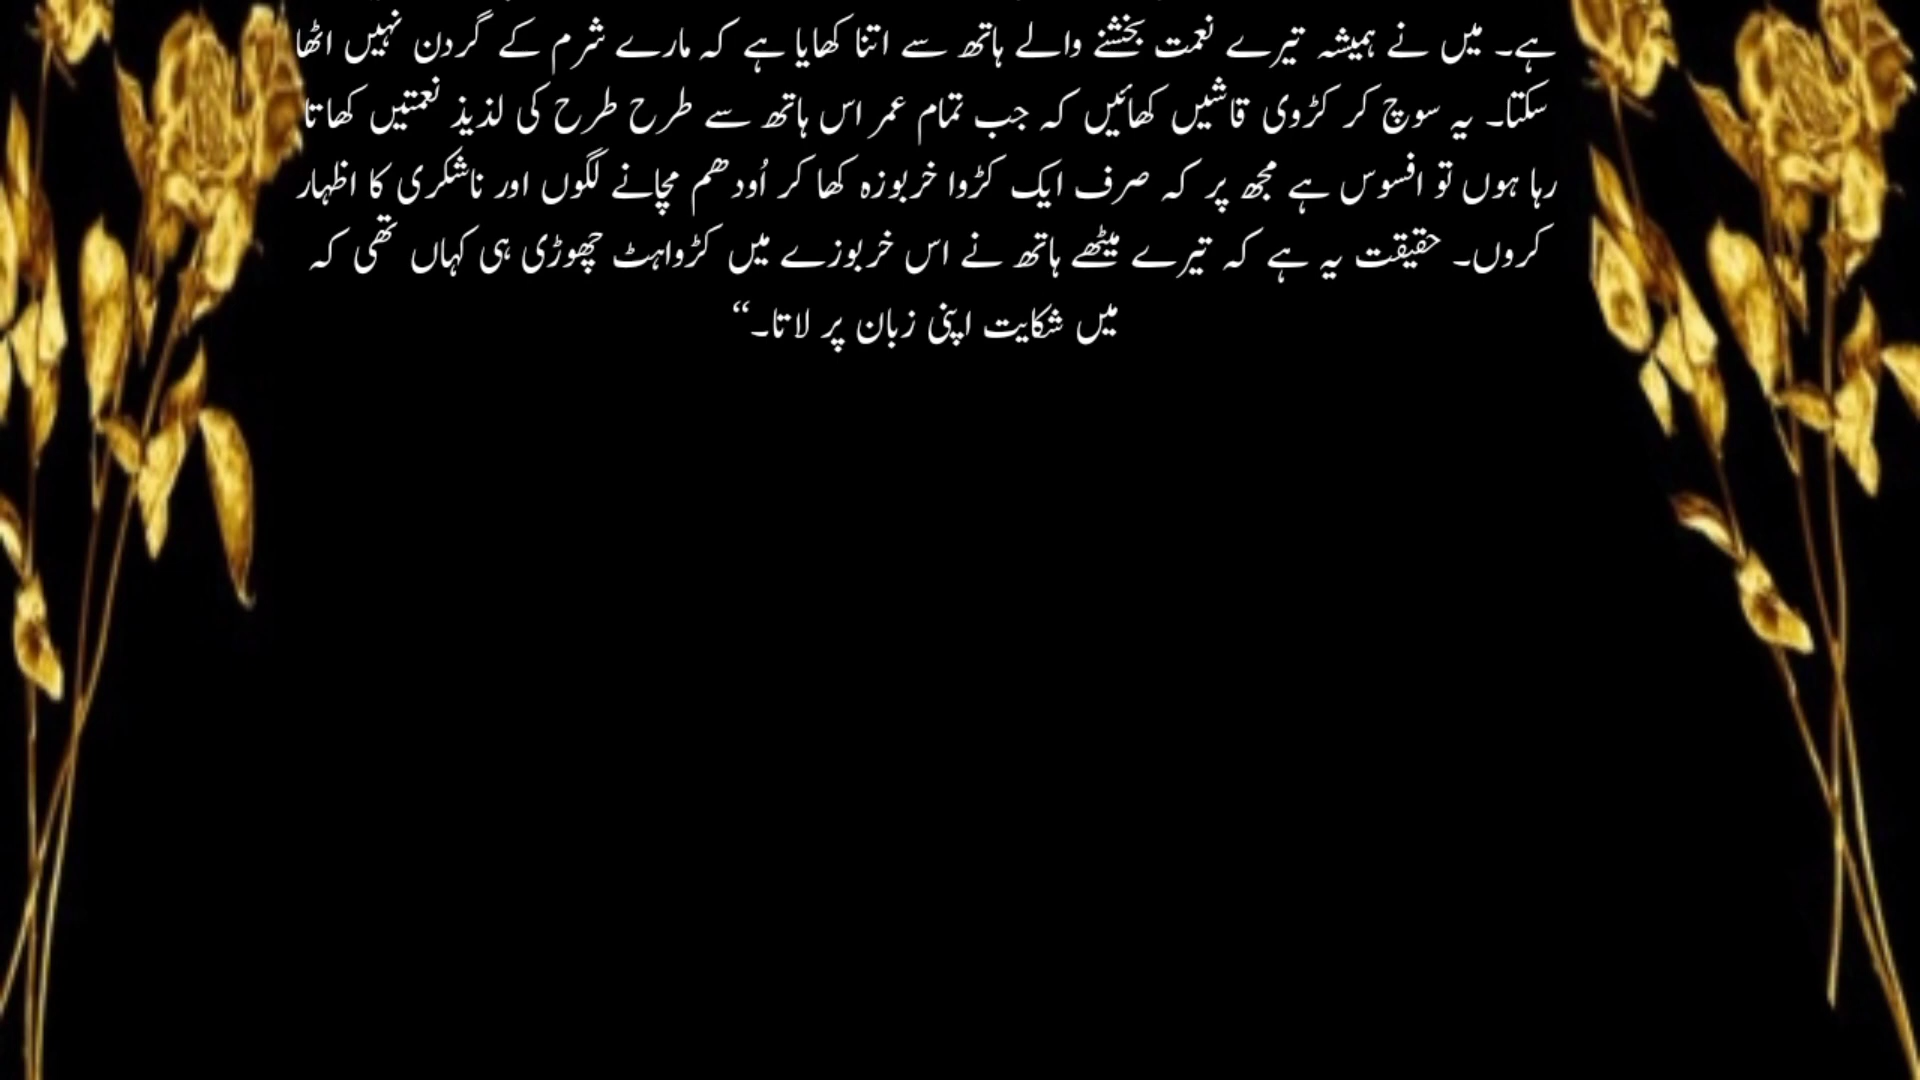 ہے۔ میں نے ہمیشہ تیرے نعمت بخشنے والے ہاتھ سے اتنا کھایا ہے کہ مارے شرم کے گردن نہیں اٹھا
سکتا۔ یہ سوچ کر کڑوی قاشیں کھائیں کہ جب تمام عمر اس ہاتھ سے طرح طرح کی لذیذ نعمتیں کھاتا
رہا ہوں تو افسوس ہے مجھ پر کہ صرف ایک کڑوا خربوزہ کھا کر اُودھم مچانے لگوں اور ناشکری کا اظہار
کروں۔ حقیقت یہ ہے کہ تیرے میٹھے ہاتھ نے اس خربوزے میں کڑواہٹ چھوڑی ہی کہاں تھی کہ
میں شکایت اپنی زبان پر لاتا۔“